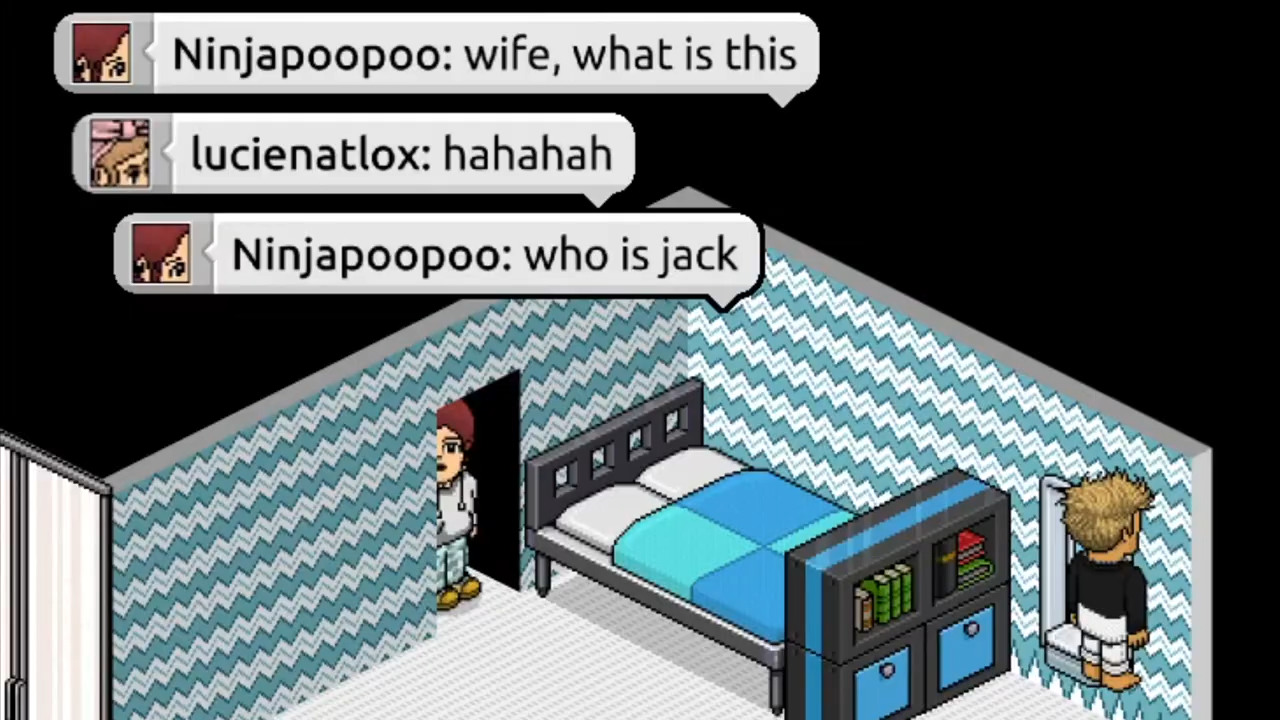 Ninjapoopoo: wife, what is this
lucienatlox: hahahah
Ninjapoopoo: who is jack